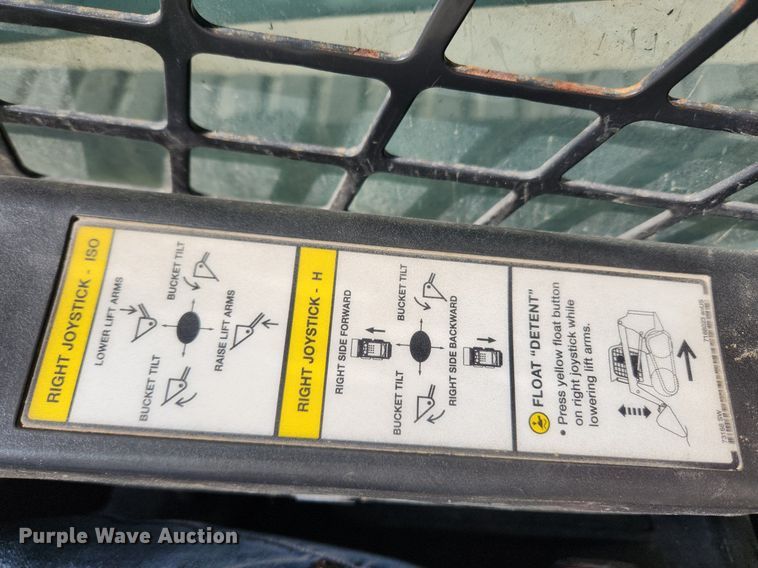 RIGHT JOYSTICK - ISO
LOWER LIFT ARMS
BUCKET TILT
BUCKET TILT
RAISE LIFT ARMS
RIGHT JOYSTICK - H
RIGHT SIDE FORWARD
BUCKET TILT
BUCKET TILT
RIGHT SIDE BACKWARD
FLOAT "DETENT"
• Press yellow float button
on right joystick while
lowering lift arms.
Purple Wave Auction